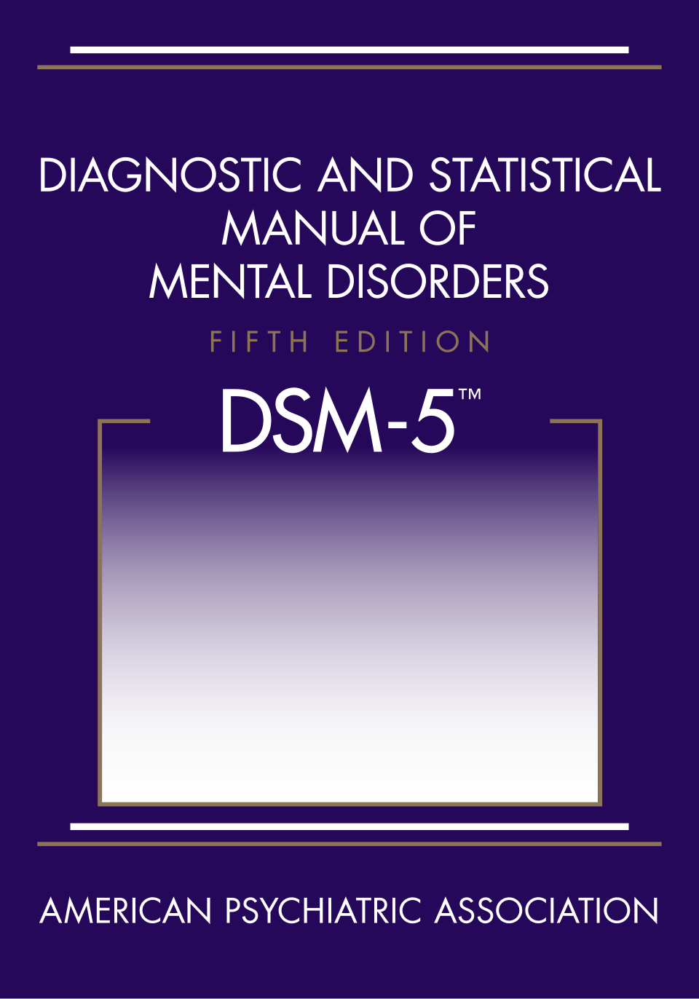 DIAGNOSTIC AND STATISTICAL
MANUAL OF
MENTAL DISORDERS
FIFTH EDITION
DSM-5™
AMERICAN PSYCHIATRIC ASSOCIATION